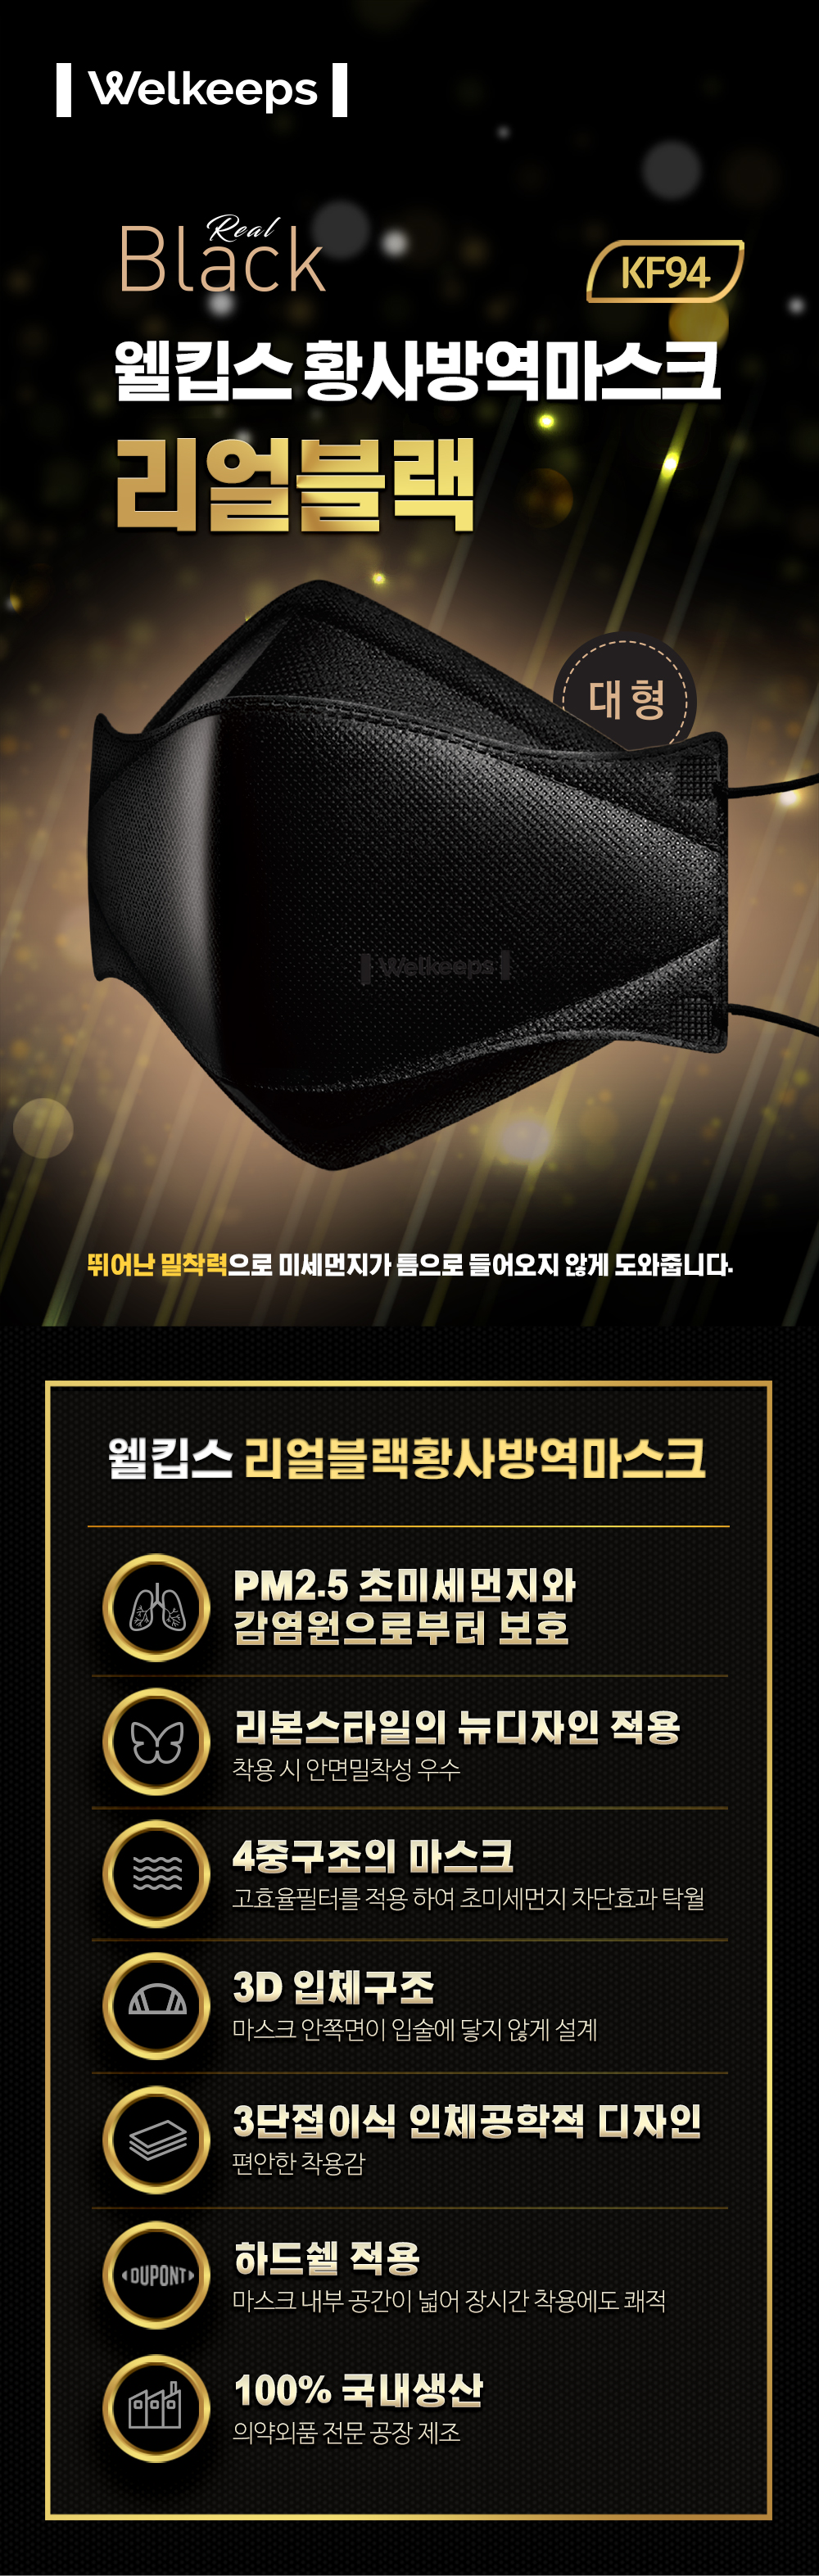 Welkeeps
Real
Black
KF94
웰킵스 황사방역마스크
리얼블랙
대형
Welkeeps
뛰어난 밀착력으로 미세먼지가 틈으로 들어오지 않게 도와줍니다.
웰킵스 리얼블랙황사방역마스크
PM2.5 초미세먼지와
감염원으로부터 보호
리본스타일의 뉴디자인 적용
착용 시 안면밀착성 우수
4중구조의 마스크
고효율필터를 적용 하여 초미세먼지 차단효과 탁월
3D 입체구조
마스크 안쪽면이 입술에 닿지 않게 설계
3단접이식 인체공학적 디자인
편안한 착용감
DUPONT
하드쉘 적용
마스크 내부 공간이 넓어 장시간 착용에도 쾌적
100% 국내생산
의약외품 전문 공장 제조